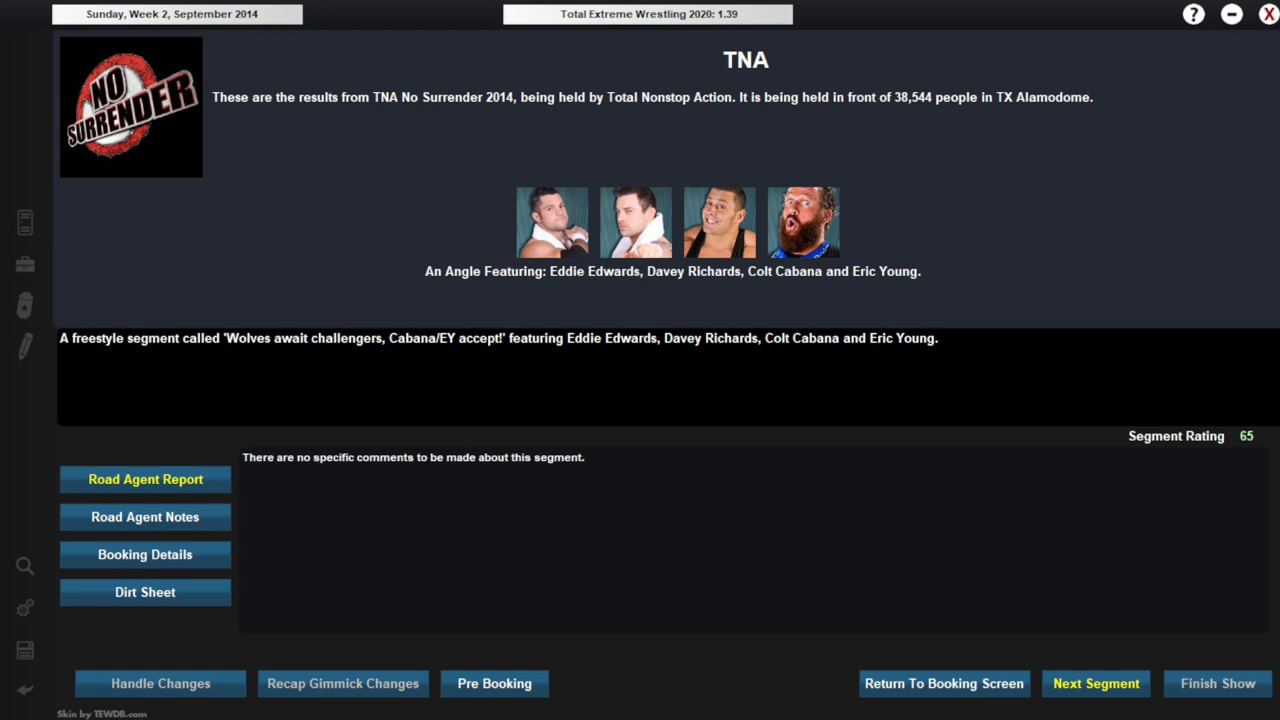 Sunday, Week 2, September 2014
Total Extreme Wrestling 2020: 1.39
?
X
NO SURRENDER
TNA
These are the results from TNA No Surrender 2014, being held by Total Nonstop Action. It is being held in front of 38,544 people in TX Alamodome.
An Angle Featuring: Eddie Edwards, Davey Richards, Colt Cabana and Eric Young.
A freestyle segment called 'Wolves await challengers, Cabana/EY accept!' featuring Eddie Edwards, Davey Richards, Colt Cabana and Eric Young.
Segment Rating 65
There are no specific comments to be made about this segment.
Road Agent Report
Road Agent Notes
Booking Details
Dirt Sheet
Handle Changes
Recap Gimmick Changes
Pre Booking
Return To Booking Screen
Next Segment
Finish Show
Skin by TEWDB.com